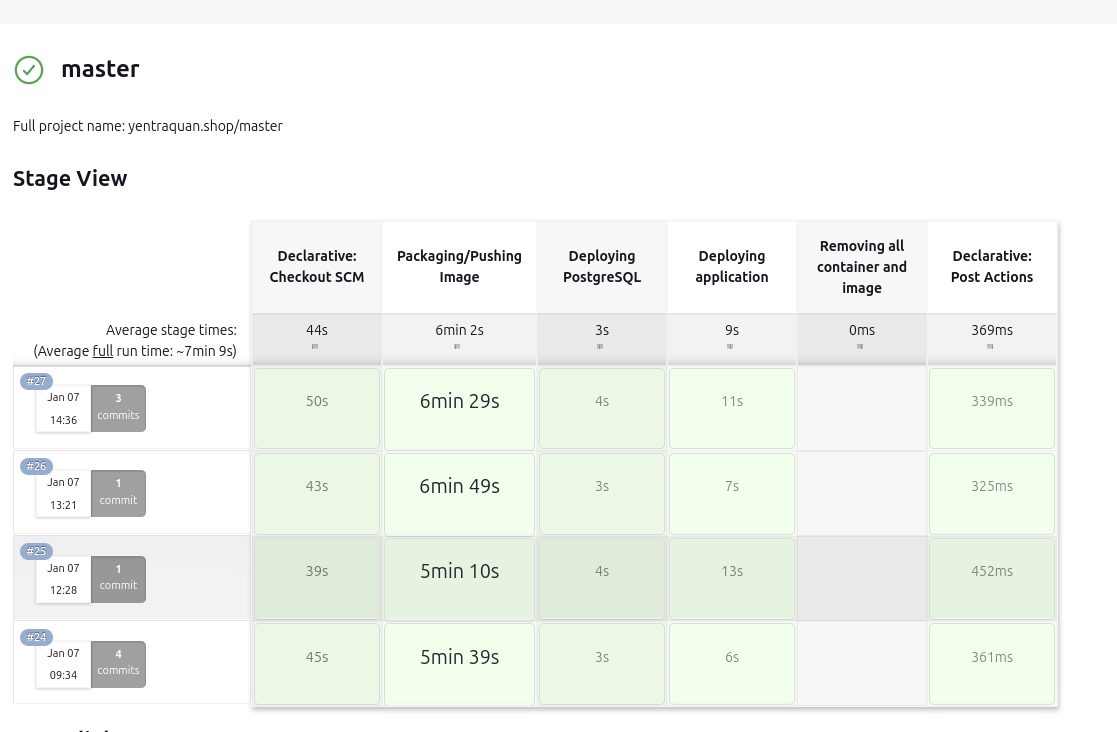 master
Full project name: yentraquan.shop/master
Stage View
Declarative: Checkout SCM
Packaging/Pushing Image
Deploying PostgreSQL
Deploying application
Removing all container and image
Declarative: Post Actions
Average stage times:
(Average full run time: ~7min 9s)
44s
6min 2s
3s
9s
0ms
369ms
#27
Jan 07
14:36
3
commits
50s
6min 29s
4s
11s
339ms
#26
Jan 07
13:21
1
commit
43s
6min 49s
3s
7s
325ms
#25
Jan 07
12:28
1
commit
39s
5min 10s
4s
13s
452ms
#24
Jan 07
09:34
4
commits
45s
5min 39s
3s
6s
361ms